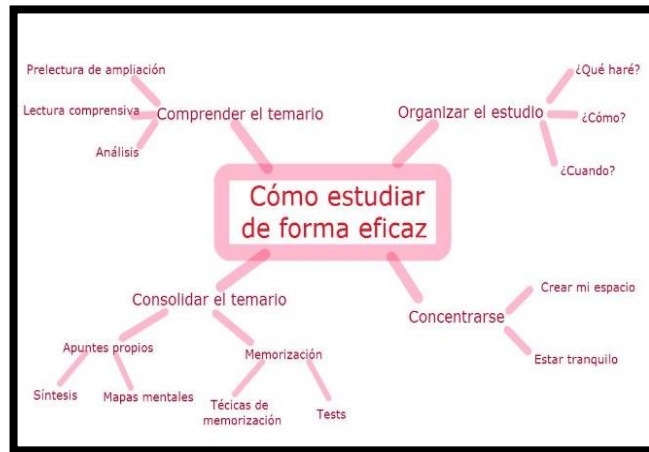 Prelectura de ampliación
Lectura comprensiva
Análisis
Comprender el temario
Organizar el estudio
¿Qué haré?
¿Cómo?
¿Cuando?
Cómo estudiar
de forma eficaz
Consolidar el temario
Apuntes propios
Síntesis
Mapas mentales
Memorización
Técicas de
memorización
Tests
Concentrarse
Crear mi espacio
Estar tranquilo